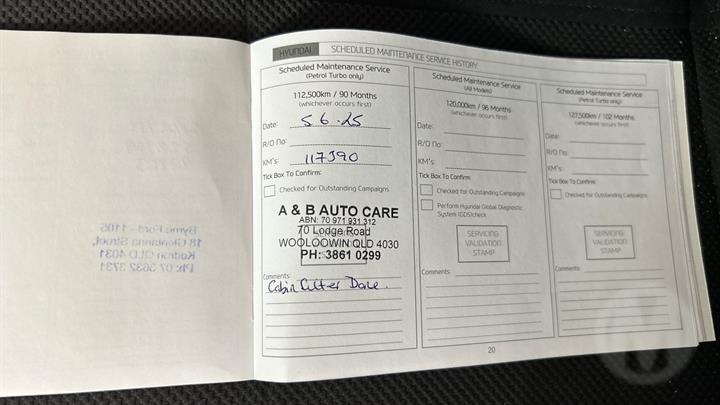 HYUNDAI SCHEDULED MAINTENANCE SERVICE HISTORY
Scheduled Maintenance Service
(Petrol Turbo only)
112,500km / 90 Months
(whichever occurs first)
Date: 5 6.25
R/O No:
KM's: 117390
Tick Box To Confirm:
Checked for Outstanding Campaigns
A & B AUTO CARE
ABN: 70 971 931 312
70 Lodge Road
WOOLOOWIN QLD 4030
PH: 3861 0299
Comments:
Cabin Filter Done.
Scheduled Maintenance Service
(All Models)
120,000km / 96 Months
(whichever occurs first)
Date:
R/O No:
KM's:
Tick Box To Confirm:
Checked for Outstanding Campaigns
Perform Hyundai Global Diagnostic
System (GDS)check
SERVICING
VALIDATION
STAMP
Comments:
Scheduled Maintenance Service
(Petrol Turbo only)
127,500km / 102 Months
(whichever occurs first)
Date:
R/O No:
KM's:
Tick Box To Confirm:
Checked for Outstanding Campaigns
SERVICING
VALIDATION
STAMP
Comments:
20